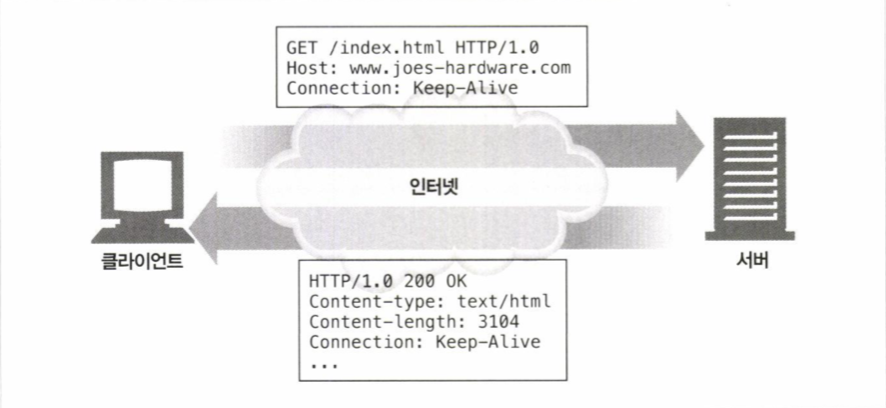 GET /index.html HTTP/1.0
Host: www.joes-hardware.com
Connection: Keep-Alive
인터넷
클라이언트
서버
HTTP/1.0 200 OK
Content-type: text/html
Content-length: 3104
Connection: Keep-Alive
...